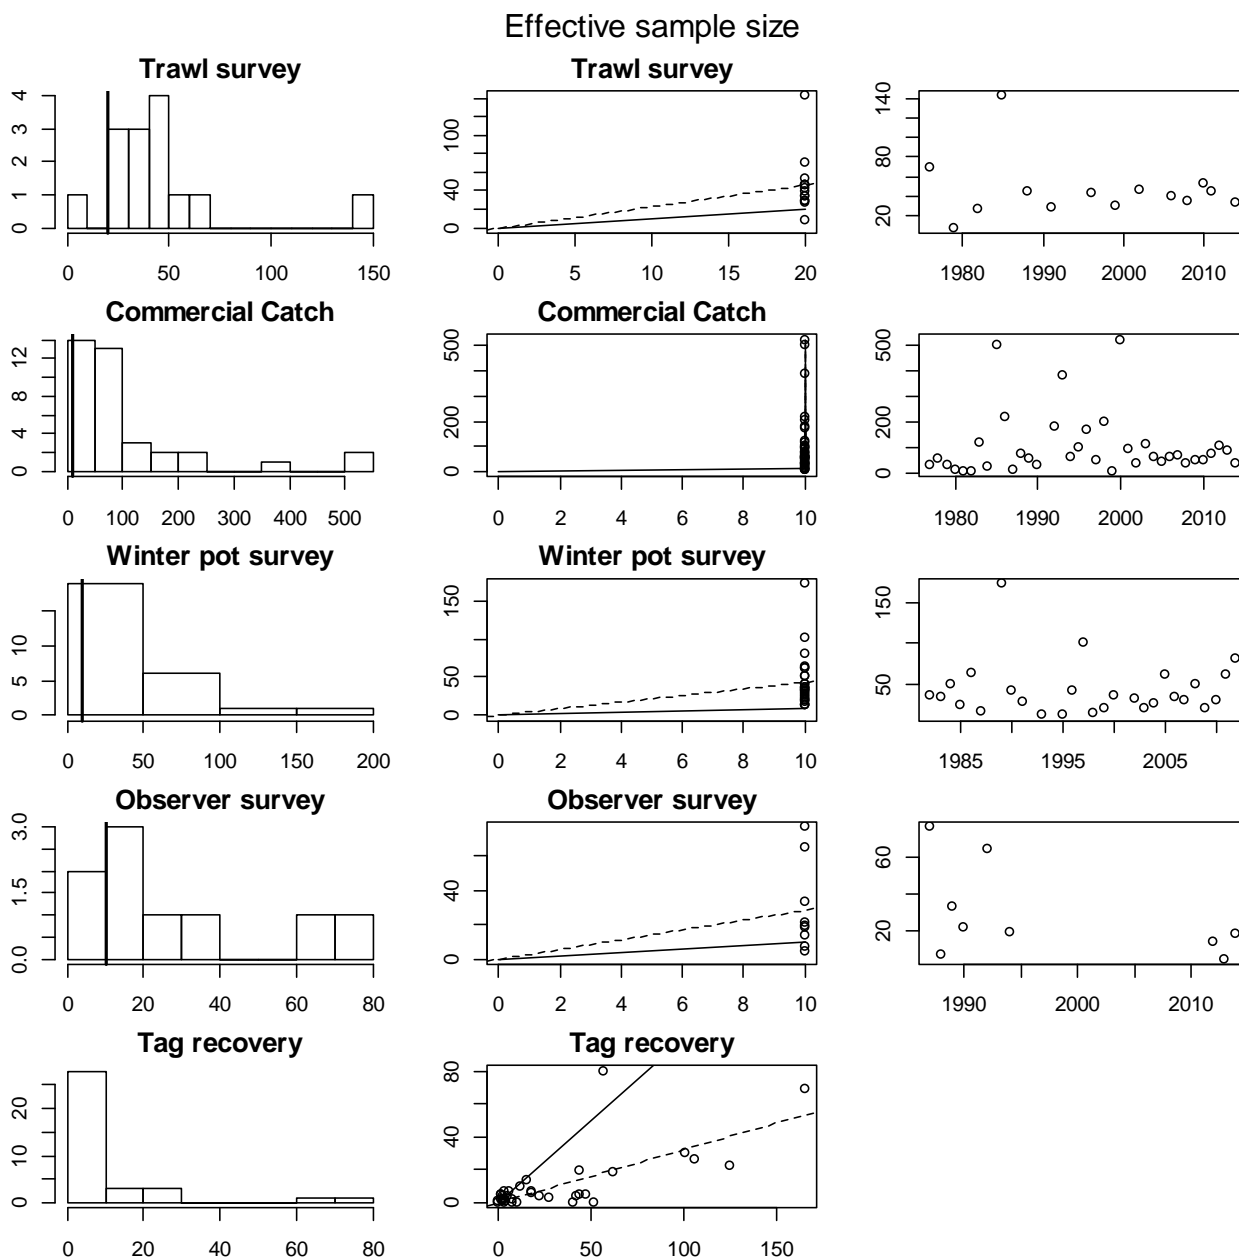 Effective sample size
Trawl survey
Trawl survey
0 1 2 3 4
0 50 100 150
0 40 100
0 5 10 15 20
20 80 140
1980 1990 2000 2010
Commercial Catch
Commercial Catch
0 4 8 12
0 100 200 300 400 500
0 200 500
0 2 4 6 8 10
0 200 500
1980 1990 2000 2010
Winter pot survey
Winter pot survey
0 5 10
0 50 100 150 200
0 50 150
0 2 4 6 8 10
50 150
1985 1995 2005
Observer survey
Observer survey
0.0 1.5 3.0
0 20 40 60 80
0 40
0 2 4 6 8 10
20 60
1990 2000 2010
Tag recovery
Tag recovery
0 10 20
0 20 40 60 80
0 40 80
0 50 100 150